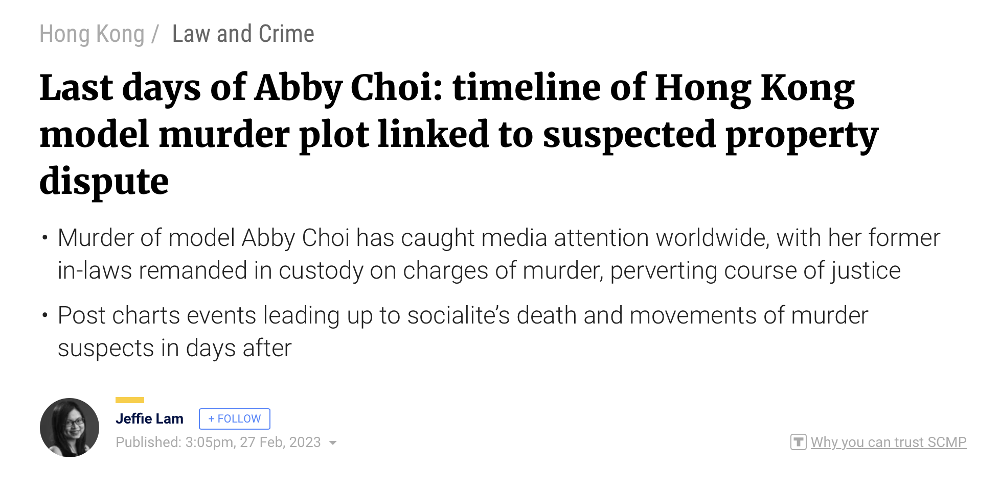 Hong Kong / Law and Crime
Last days of Abby Choi: timeline of Hong Kong
model murder plot linked to suspected property
dispute
• Murder of model Abby Choi has caught media attention worldwide, with her former
in-laws remanded in custody on charges of murder, perverting course of justice
• Post charts events leading up to socialite’s death and movements of murder
suspects in days after
Jeffie Lam + FOLLOW
Published: 3:05pm, 27 Feb, 2023
T Why you can trust SCMP